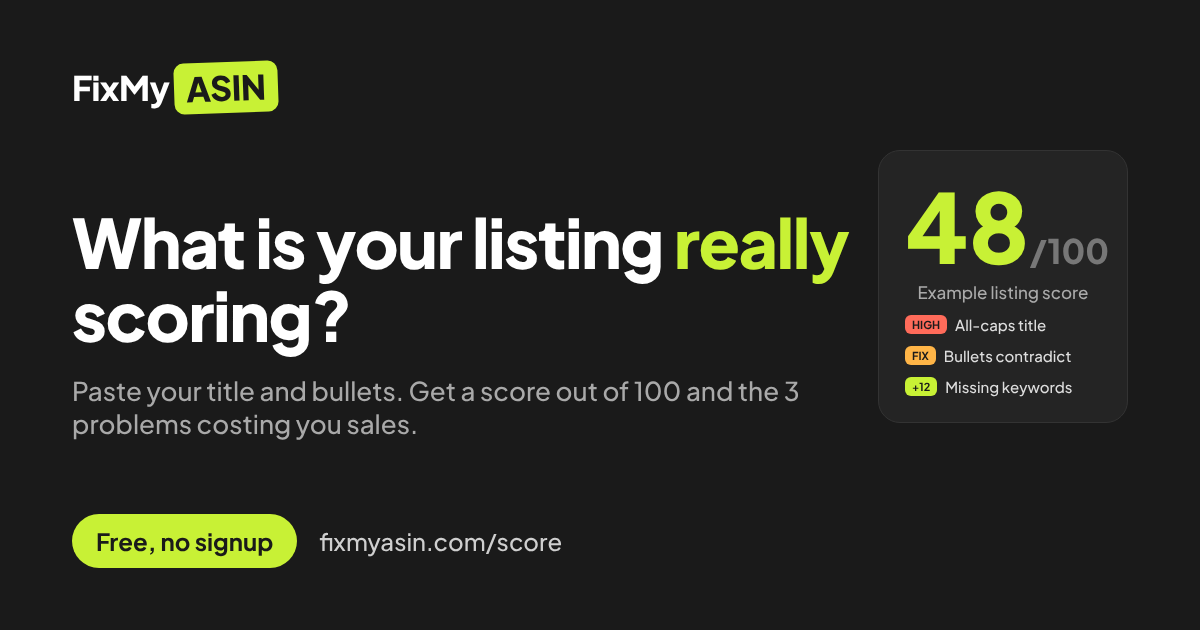 FixMy ASIN
What is your listing really
scoring?
Paste your title and bullets. Get a score out of 100 and the 3
problems costing you sales.
Free, no signup
fixmyasin.com/score
48/100
Example listing score
HIGH All-caps title
FIX Bullets contradict
+12 Missing keywords